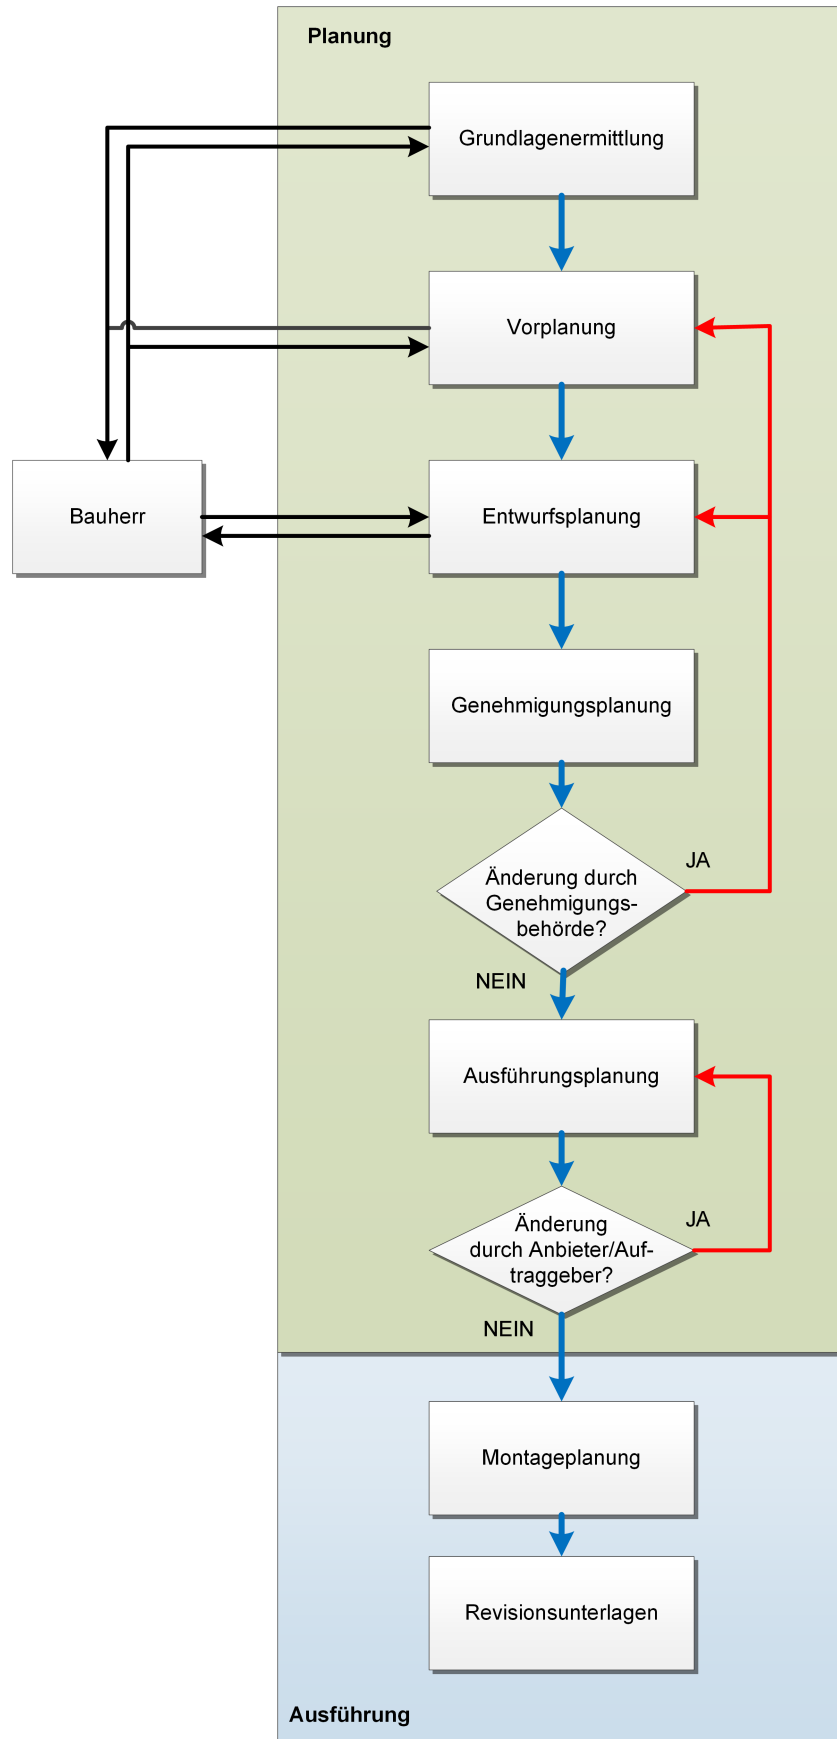 Planung
Grundlagenermittlung
Vorplanung
Bauherr
Entwurfsplanung
Genehmigungsplanung
JA
Änderung durch
Genehmigungs-
behörde?
NEIN
Ausführungsplanung
JA
Änderung
durch Anbieter/Auf-
traggeber?
NEIN
Montageplanung
Revisionsunterlagen
Ausführung